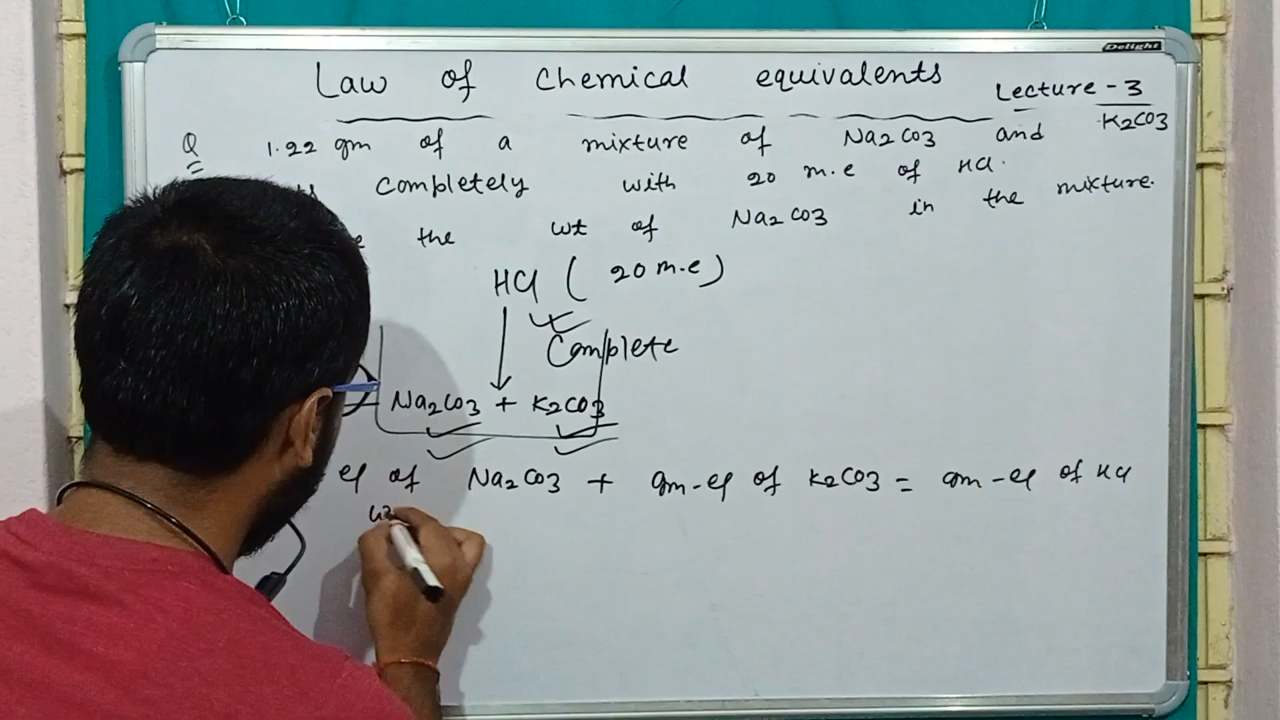 Delight
Law of Chemical equivalents
Lecture - 3
Q 1.22 gm of a mixture of Na2CO3 and K2CO3
completely with 20 m.e of HCl.
the wt of Na2CO3 in the mixture.
HCl ( 20 m.e )
Complete
Na2CO3 + K2CO3
eq of Na2CO3 + gm-eq of K2CO3 = gm-eq of HCl